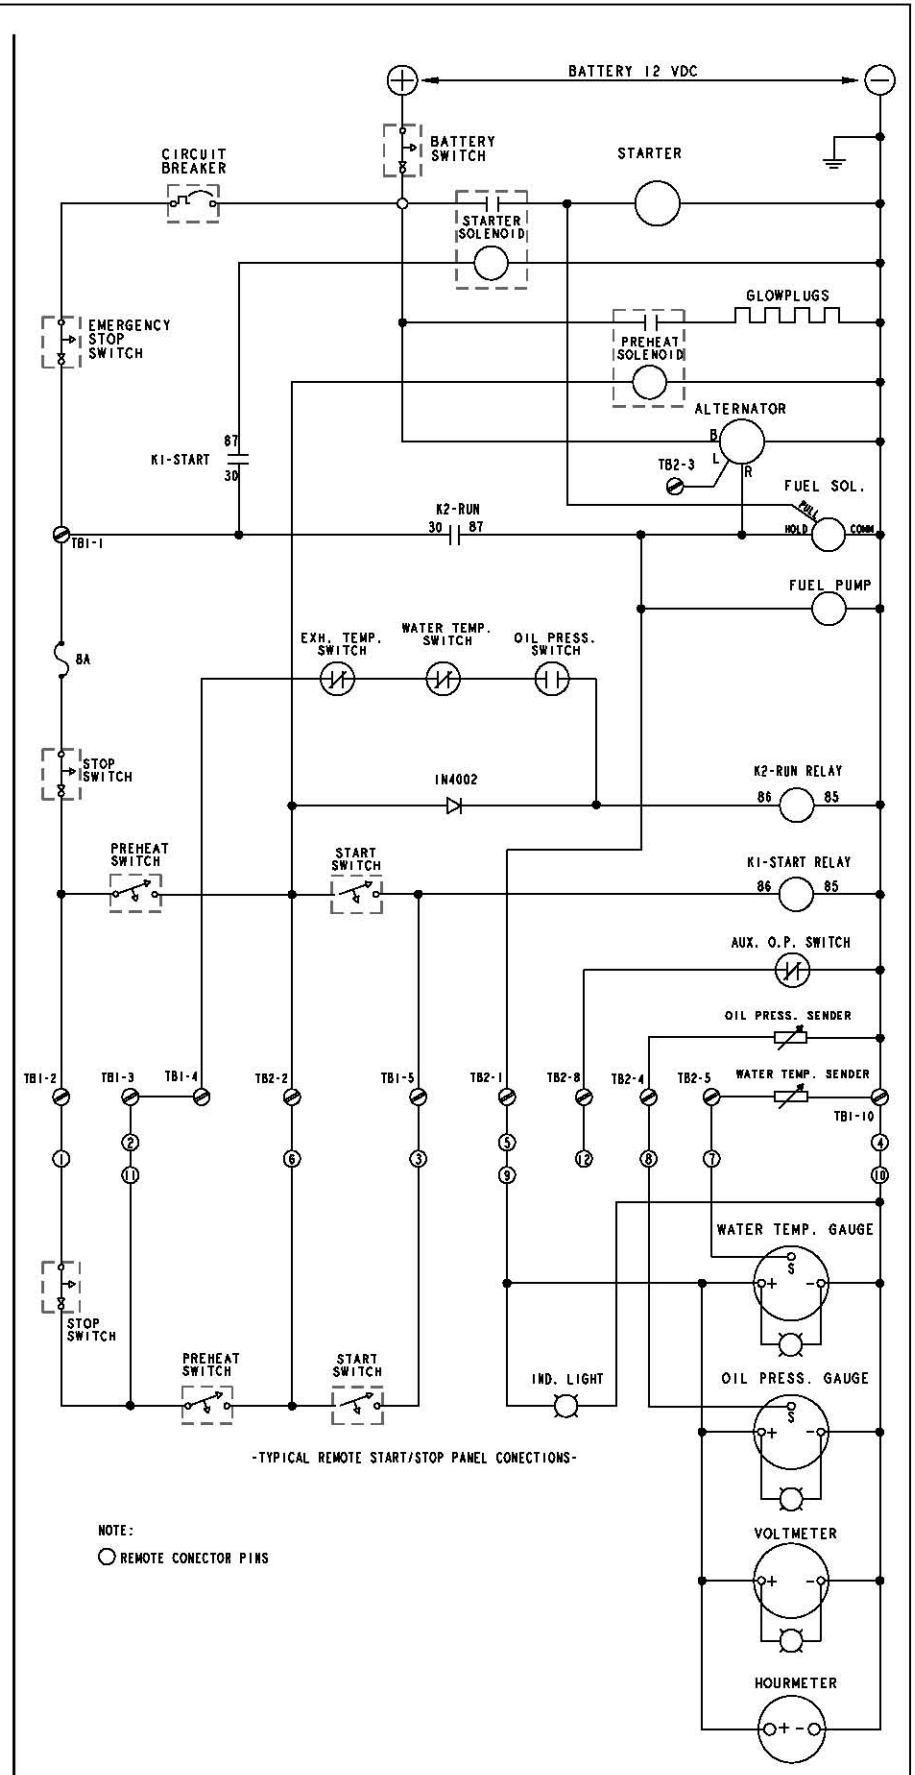 BATTERY 12 VDC
+
-
BATTERY
SWITCH
CIRCUIT
BREAKER
STARTER
STARTER
SOLENOID
GLOWPLUGS
EMERGENCY
STOP
SWITCH
PREHEAT
SOLENOID
ALTERNATOR
B
L
R
87
K1-START
30
TB2-3
FUEL SOL.
PULL
HOLD
COMM
K2-RUN
30
87
TB1-1
FUEL PUMP
8A
EXH. TEMP.
SWITCH
WATER TEMP.
SWITCH
OIL PRESS.
SWITCH
STOP
SWITCH
1N4002
K2-RUN RELAY
86
85
PREHEAT
SWITCH
START
SWITCH
K1-START RELAY
86
85
AUX. O.P. SWITCH
OIL PRESS. SENDER
WATER TEMP. SENDER
TB1-2
TB1-3
TB1-4
TB2-2
TB1-5
TB2-1
TB2-8
TB2-4
TB2-5
TB1-10
2
5
4
1
6
3
12
8
7
11
9
10
WATER TEMP. GAUGE
S
+
-
STOP
SWITCH
PREHEAT
SWITCH
START
SWITCH
IND. LIGHT
OIL PRESS. GAUGE
S
+
-
-TYPICAL REMOTE START/STOP PANEL CONECTIONS-
NOTE:
REMOTE CONECTOR PINS
VOLTMETER
+
-
HOURMETER
+
-